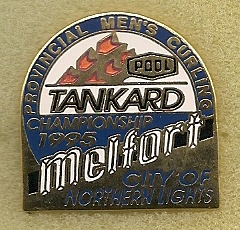 PROVINCIAL MEN'S CURLING
POOL
TANKARD
CHAMPIONSHIP
1995
melfort
CITY OF
NORTHERN LIGHTS